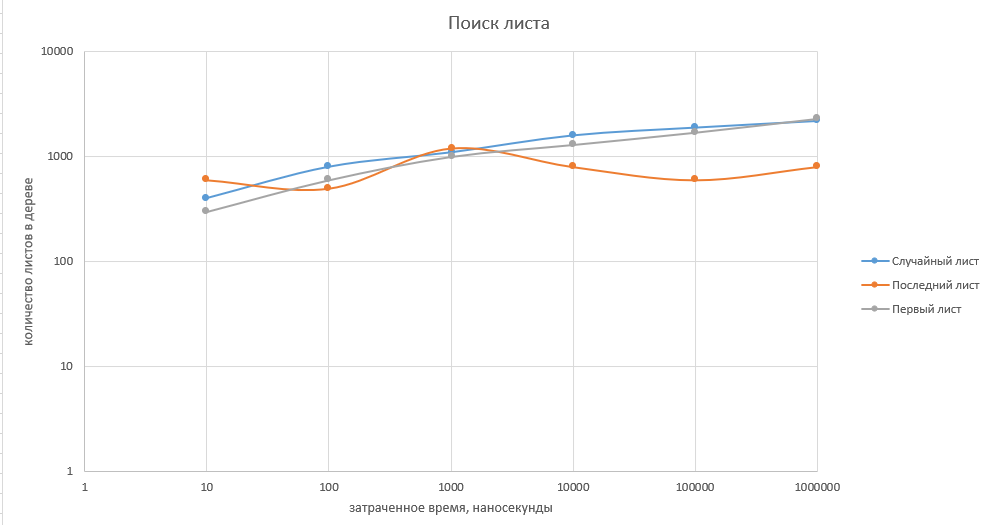 Поиск листа
10000
1000
100
10
1
1 10 100 1000 10000 100000 1000000
количество листов в дереве
затраченное время, наносекунды
Случайный лист
Последний лист
Первый лист